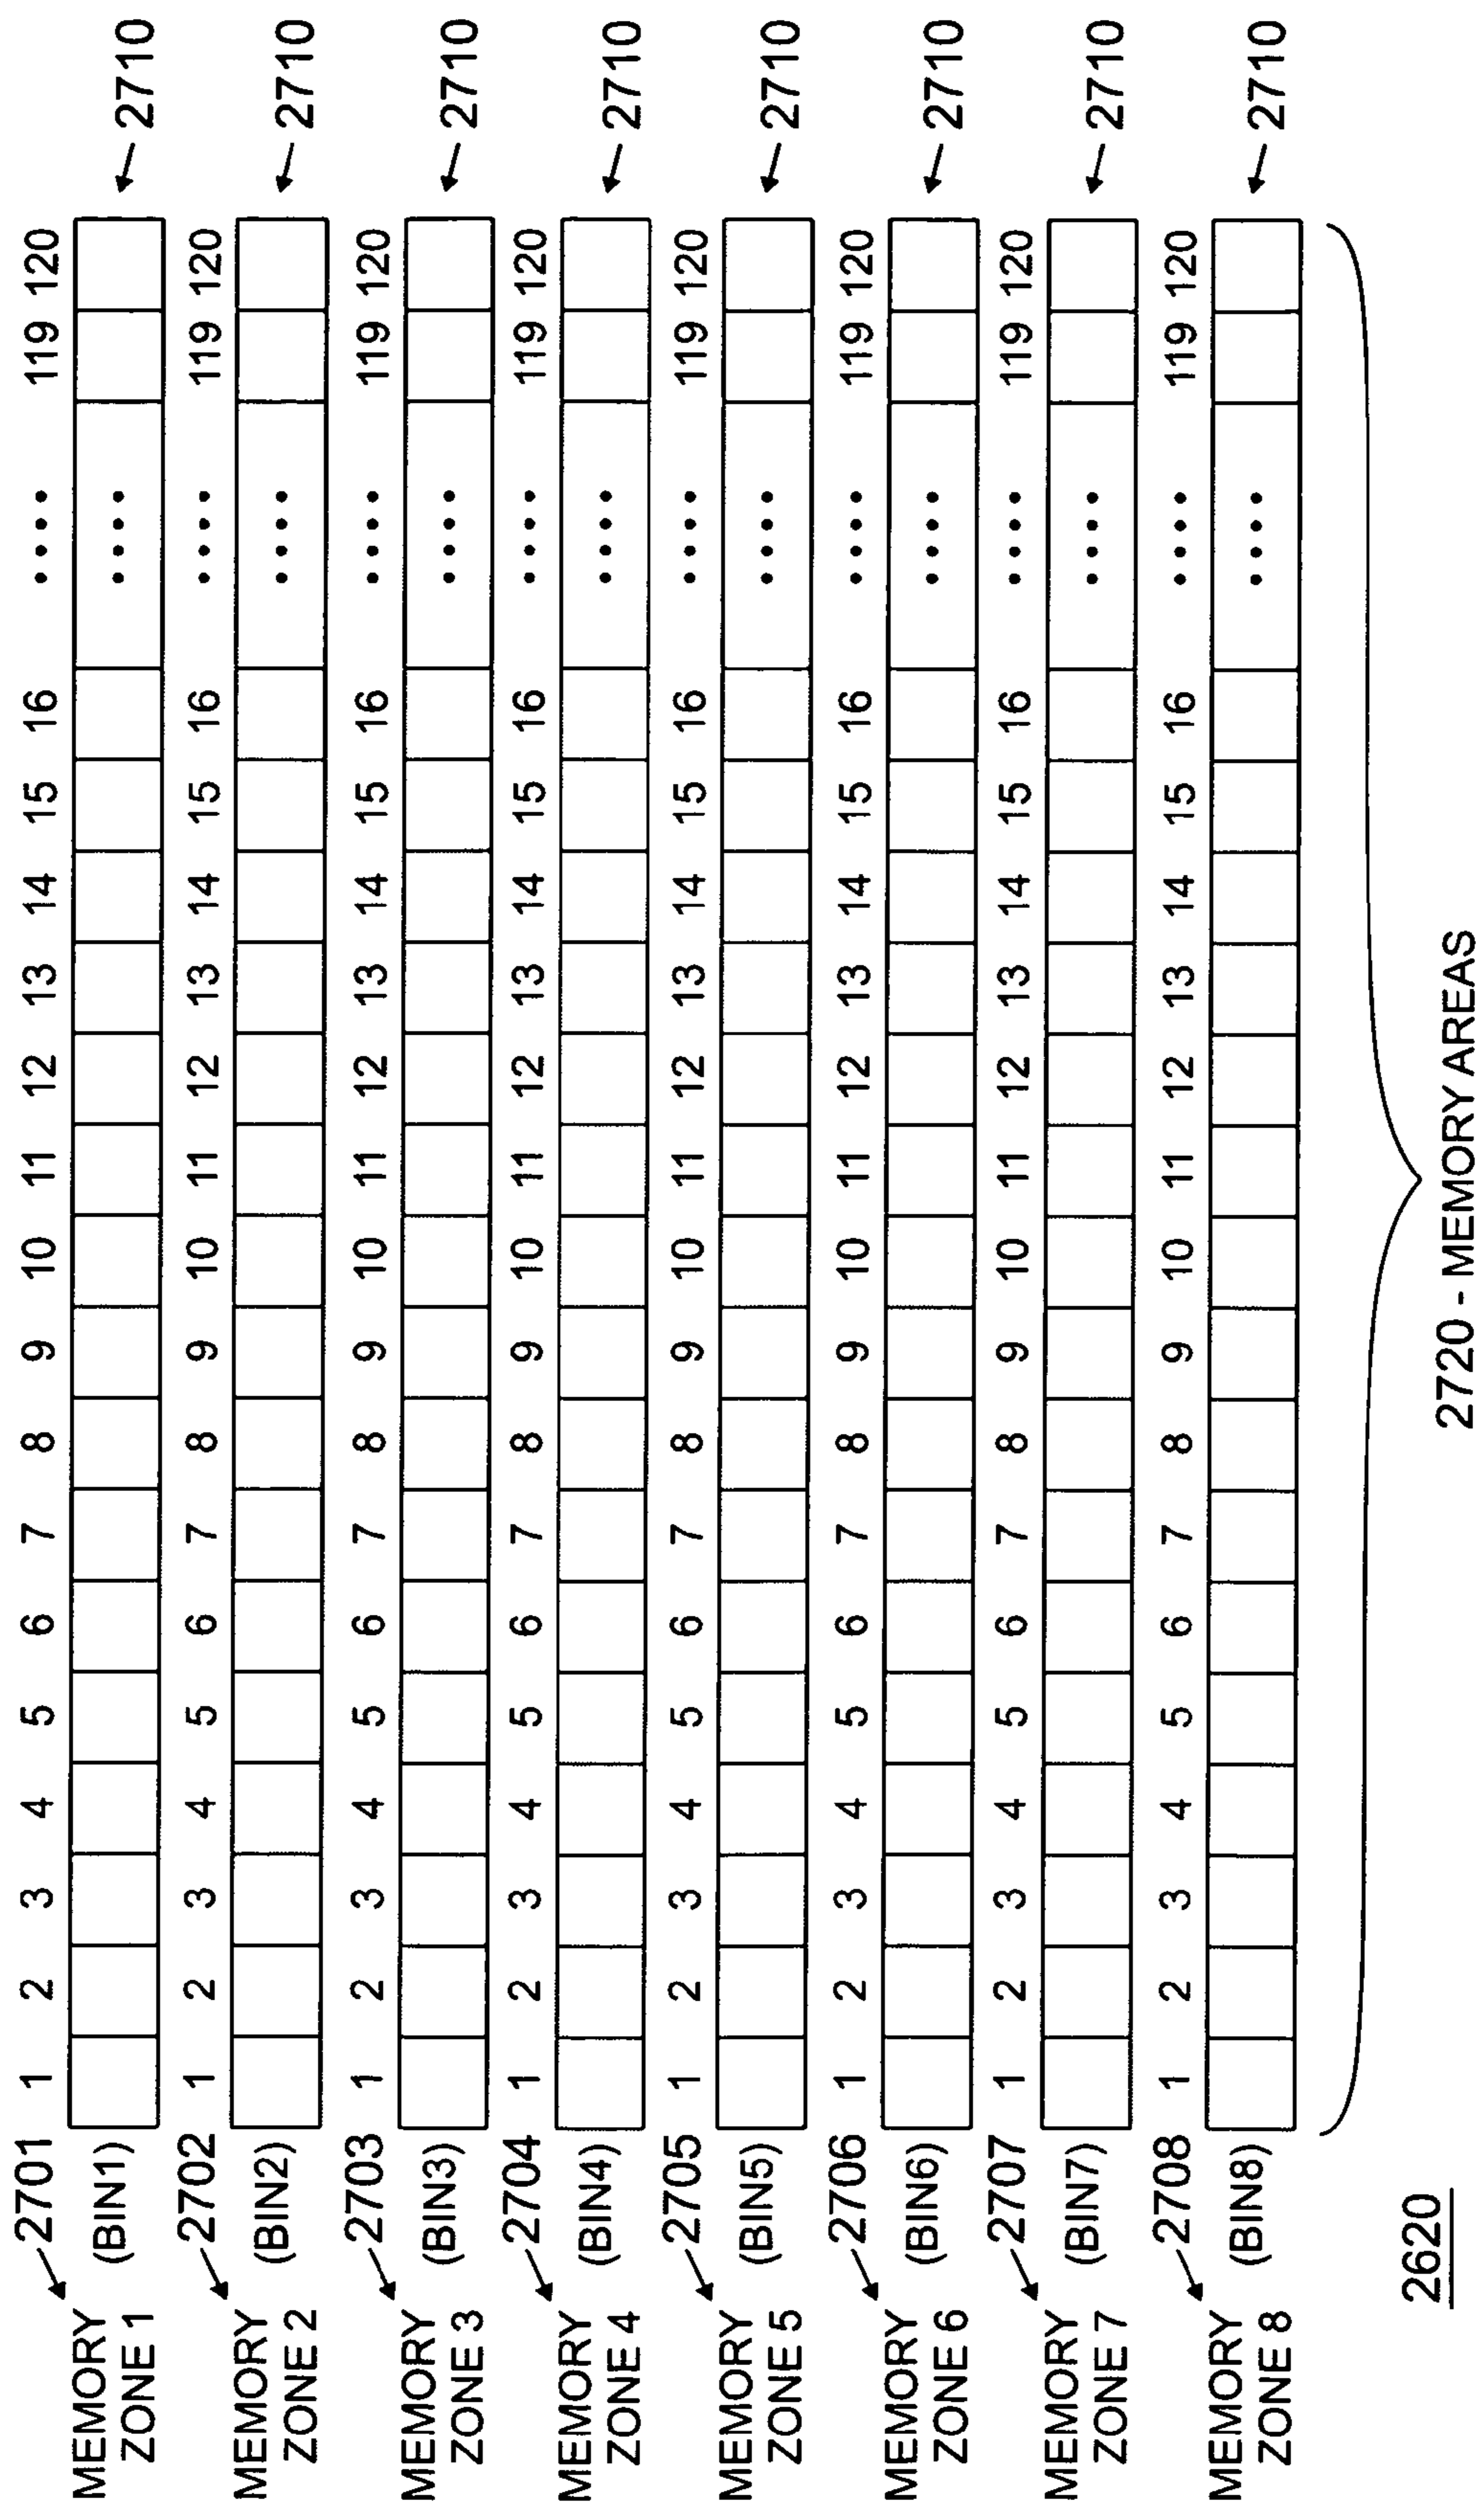 1 2 3 4 5 6 7 8 9 10 11 12 13 14 15 16 •••• 119 120
2701
MEMORY
ZONE 1
(BIN1)
••••
2710
1 2 3 4 5 6 7 8 9 10 11 12 13 14 15 16 •••• 119 120
2702
MEMORY
ZONE 2
(BIN2)
••••
2710
1 2 3 4 5 6 7 8 9 10 11 12 13 14 15 16 •••• 119 120
2703
MEMORY
ZONE 3
(BIN3)
••••
2710
1 2 3 4 5 6 7 8 9 10 11 12 13 14 15 16 •••• 119 120
2704
MEMORY
ZONE 4
(BIN4)
••••
2710
1 2 3 4 5 6 7 8 9 10 11 12 13 14 15 16 •••• 119 120
2705
MEMORY
ZONE 5
(BIN5)
••••
2710
1 2 3 4 5 6 7 8 9 10 11 12 13 14 15 16 •••• 119 120
2706
MEMORY
ZONE 6
(BIN6)
••••
2710
1 2 3 4 5 6 7 8 9 10 11 12 13 14 15 16 •••• 119 120
2707
MEMORY
ZONE 7
(BIN7)
••••
2710
1 2 3 4 5 6 7 8 9 10 11 12 13 14 15 16 •••• 119 120
2708
MEMORY
ZONE 8
(BIN8)
••••
2710
2620
2720 - MEMORY AREAS